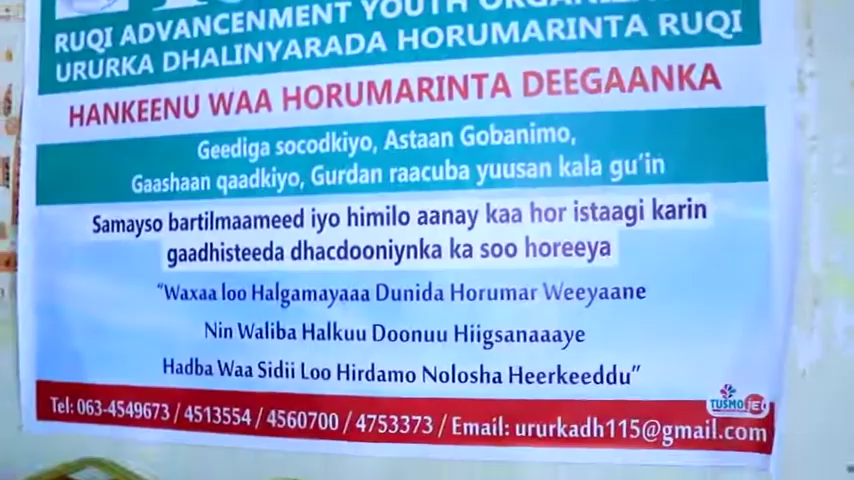 RUQI ADVANCENMENT YOUTH ORGANIZATION
URURKA DHALINYARADA HORUMARINTA RUQI
HANKEENU WAA HORUMARINTA DEEGAANKA
Geediga socodkiyo, Astaan Gobanimo,
Gaashaan qaadkiyo, Gurdan raacuba yuusan kala gu'in
Samayso bartilmaameed iyo himilo aanay kaa hor istaagi karin
gaadhisteeda dhacdooniynka ka soo horeeya
"Waxaa loo Halgamayaaa Dunida Horumar Weeyaane
Nin Waliba Halkuu Doonuu Hiigsanaaaye
Hadba Waa Sidii Loo Hirdamo Nolosha Heerkeeddu"
Tel: 063-4549673 / 4513554 / 4560700 / 4753373 / Email: ururkadh115@gmail.com
TUSMO